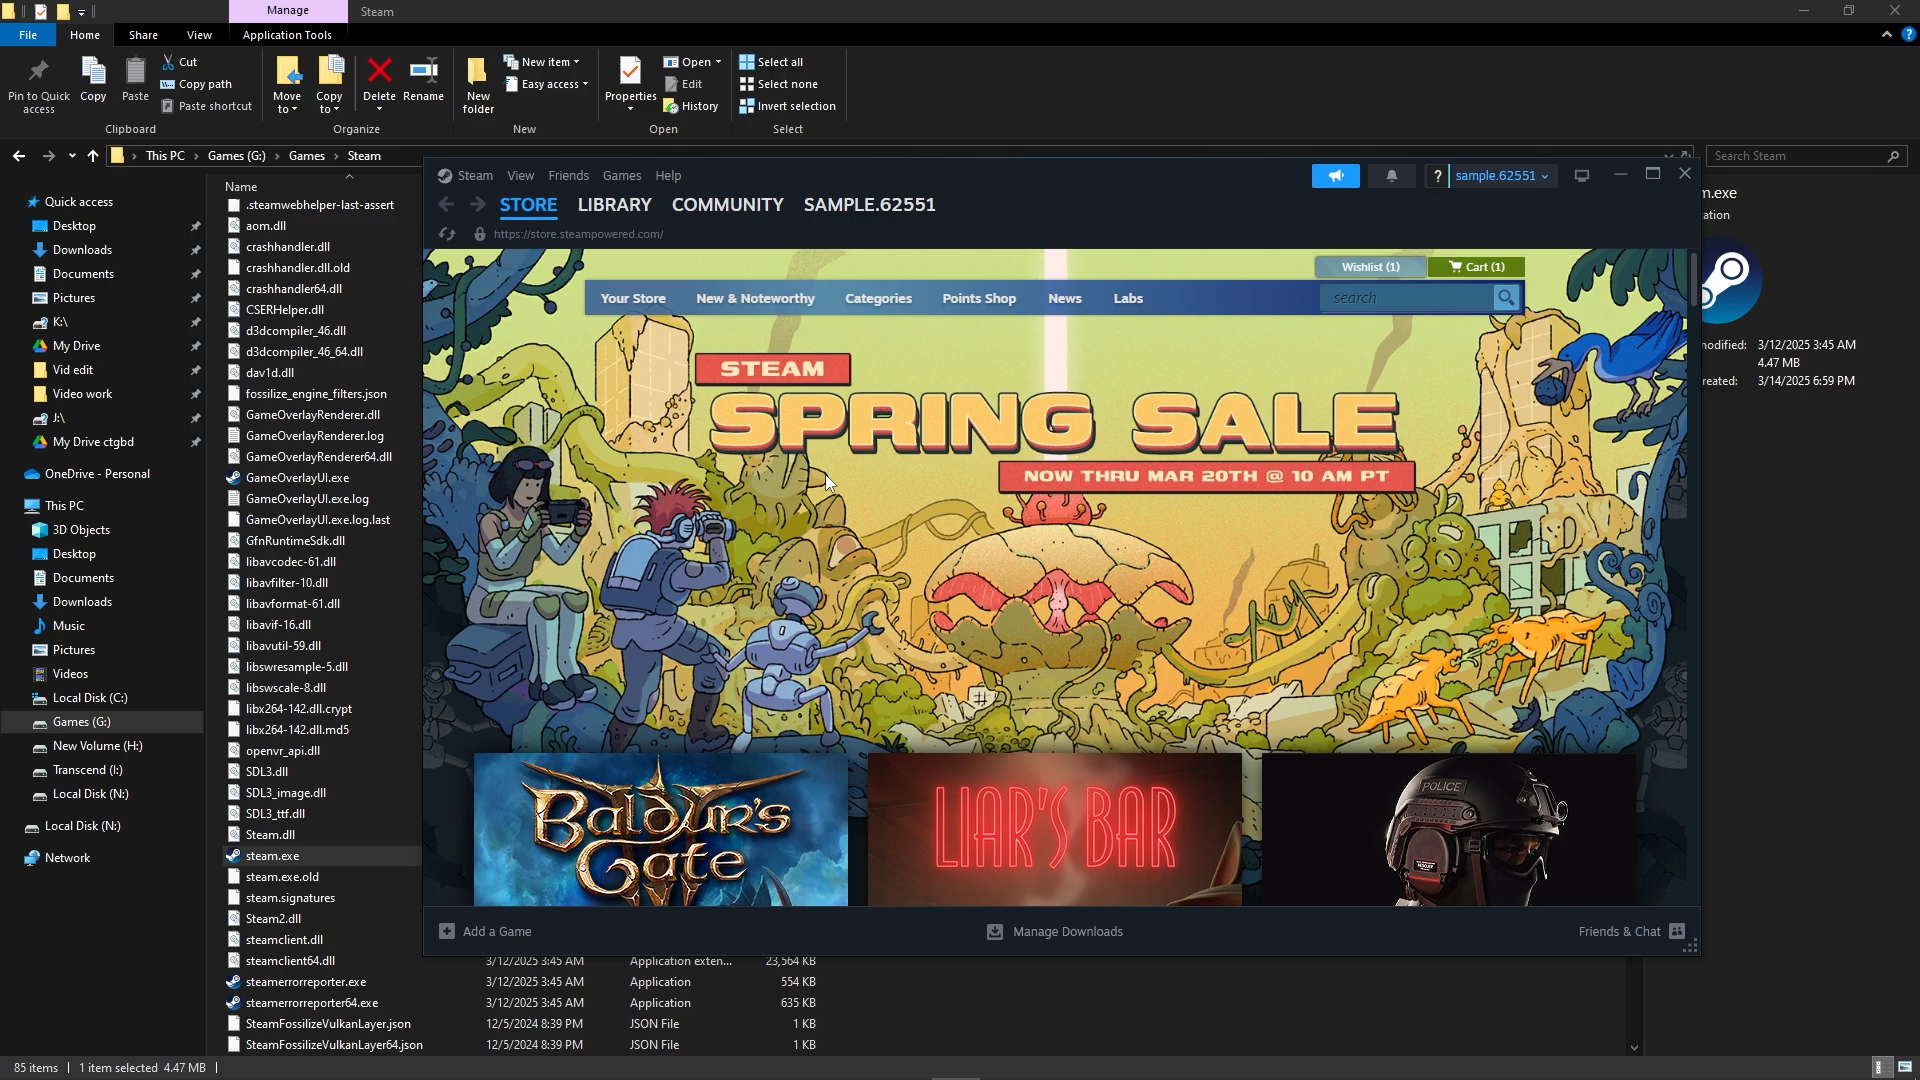 Manage
Steam
File
Home
Share
View
Application Tools
Pin to Quick access
Copy
Paste
Cut
Copy path
Paste shortcut
Clipboard
Move to
Copy to
Delete
Rename
Organize
New folder
New item
Easy access
New
Properties
Open
Edit
History
Open
Select all
Select none
Invert selection
Select
This PC
Games (G:)
Games
Steam
Search Steam
Quick access
Desktop
Downloads
Documents
Pictures
K:\
My Drive
Vid edit
Video work
J:\
My Drive ctgbd
OneDrive - Personal
This PC
3D Objects
Desktop
Documents
Downloads
Music
Pictures
Videos
Local Disk (C:)
Games (G:)
New Volume (H:)
Transcend (I:)
Local Disk (N:)
Local Disk (N:)
Network
Name
.steamwebhelper-last-assert
aom.dll
crashhandler.dll
crashhandler.dll.old
crashhandler64.dll
CSERHelper.dll
d3dcompiler_46.dll
d3dcompiler_46_64.dll
dav1d.dll
fossilize_engine_filters.json
GameOverlayRenderer.dll
GameOverlayRenderer.log
GameOverlayRenderer64.dll
GameOverlayUI.exe
GameOverlayUI.exe.log
GameOverlayUI.exe.log.last
GfnRuntimeSdk.dll
libavcodec-61.dll
libavfilter-10.dll
libavformat-61.dll
libavif-16.dll
libavutil-59.dll
libswresample-5.dll
libswscale-8.dll
libx264-142.dll.crypt
libx264-142.dll.md5
openvr_api.dll
SDL3.dll
SDL3_image.dll
SDL3_ttf.dll
Steam.dll
steam.exe
steam.exe.old
steam.signatures
Steam2.dll
steamclient.dll
steamclient64.dll 3/12/2025 3:45 AM Application exten... 23,564 KB
steamerrorreporter.exe 3/12/2025 3:45 AM Application 554 KB
steamerrorreporter64.exe 3/12/2025 3:45 AM Application 635 KB
SteamFossilizeVulkanLayer.json 12/5/2024 8:39 PM JSON File 1 KB
SteamFossilizeVulkanLayer64.json 12/5/2024 8:39 PM JSON File 1 KB
Steam View Friends Games Help
? sample.62551
STORE LIBRARY COMMUNITY SAMPLE.62551
https://store.steampowered.com/
Wishlist (1)
Cart (1)
Your Store
New & Noteworthy
Categories
Points Shop
News
Labs
search
STEAM
SPRING SALE
NOW THRU MAR 20TH @ 10 AM PT
BALDUR'S GATE III
LIAR'S BAR
POLICE
Add a Game
Manage Downloads
Friends & Chat
m.exe
ation
modified: 3/12/2025 3:45 AM
4.47 MB
reated: 3/14/2025 6:59 PM
85 items
1 item selected 4.47 MB